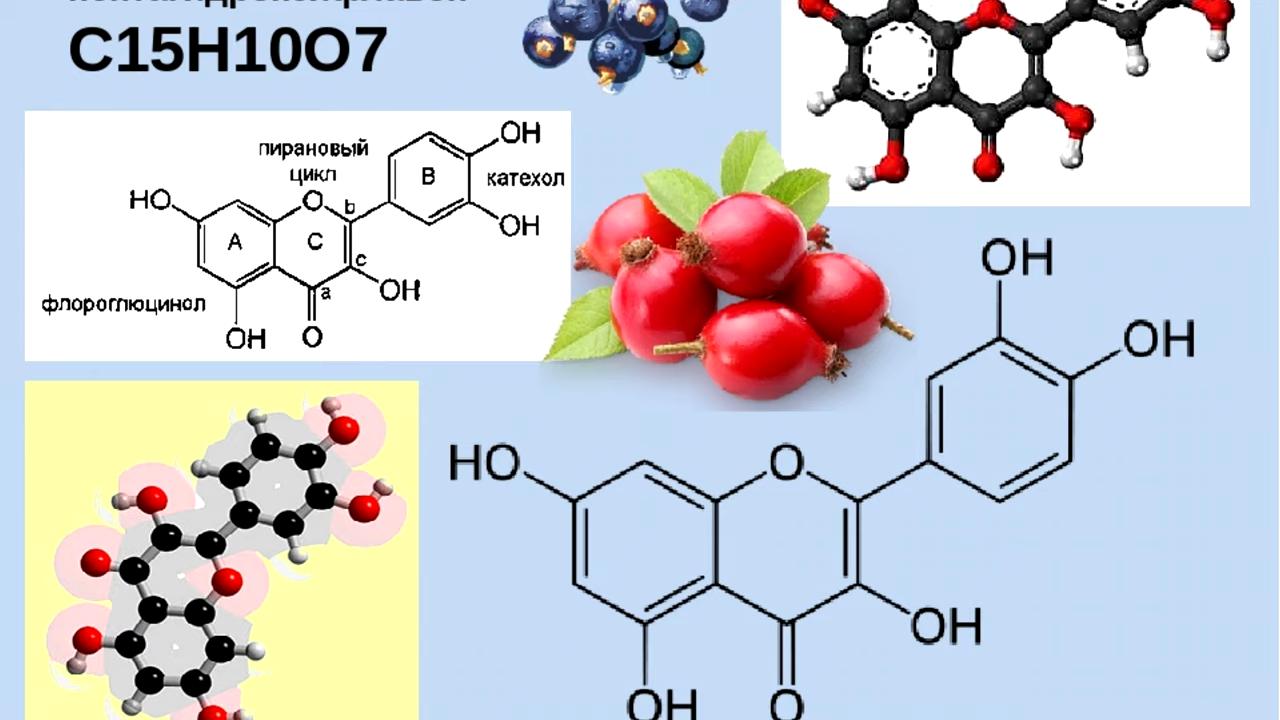 C15H10O7
OH
пирановый
цикл
B
катехол
HO
O
b
OH
A
C
c
OH
a
флороглюцинол
OH
O
OH
OH
HO
O
OH
OH
O